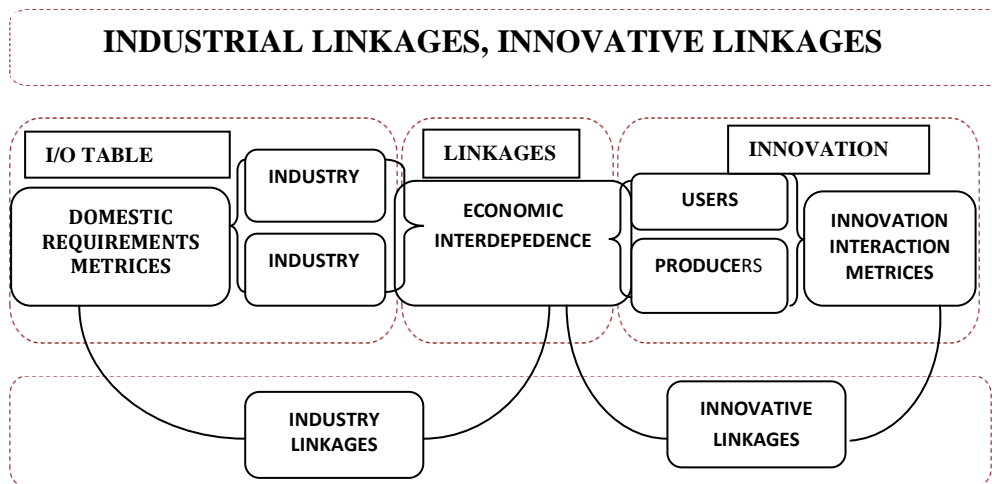 INDUSTRIAL LINKAGES, INNOVATIVE LINKAGES
I/O TABLE
DOMESTIC
REQUIREMENTS
METRICES
INDUSTRY
INDUSTRY
LINKAGES
ECONOMIC
INTERDEPEDENCE
INNOVATION
USERS
PRODUCERS
INNOVATION
INTERACTION
METRICES
INDUSTRY
LINKAGES
INNOVATIVE
LINKAGES